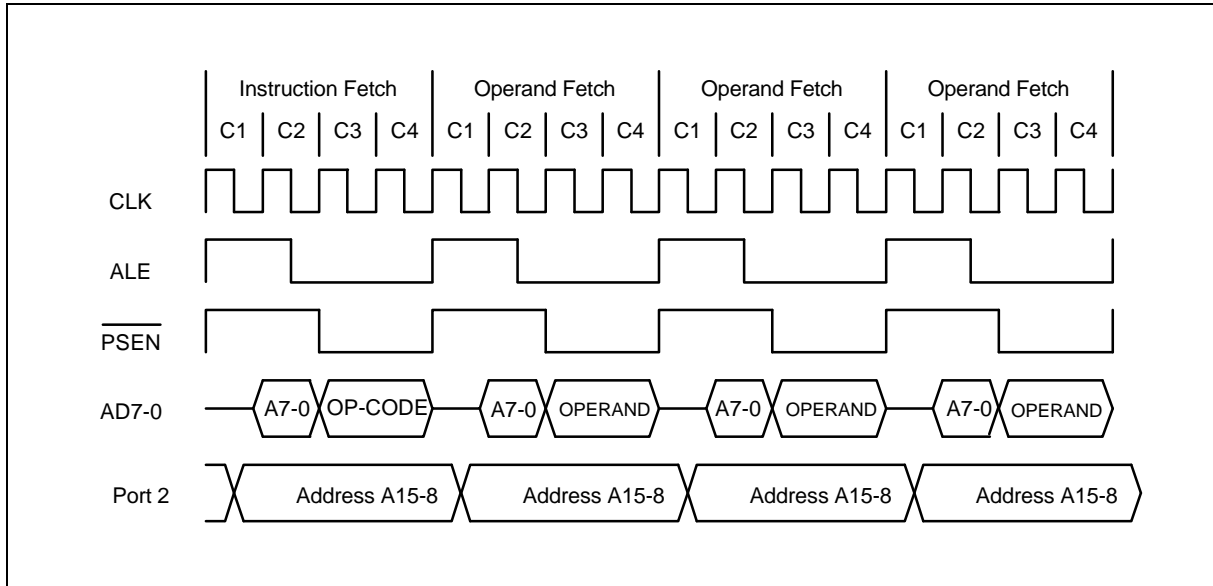 Instruction Fetch Operand Fetch Operand Fetch Operand Fetch
C1 C2 C3 C4 C1 C2 C3 C4 C1 C2 C3 C4 C1 C2 C3 C4
CLK
ALE
PSEN
AD7-0 A7-0 OP-CODE A7-0 OPERAND A7-0 OPERAND A7-0 OPERAND
Port 2 Address A15-8 Address A15-8 Address A15-8 Address A15-8